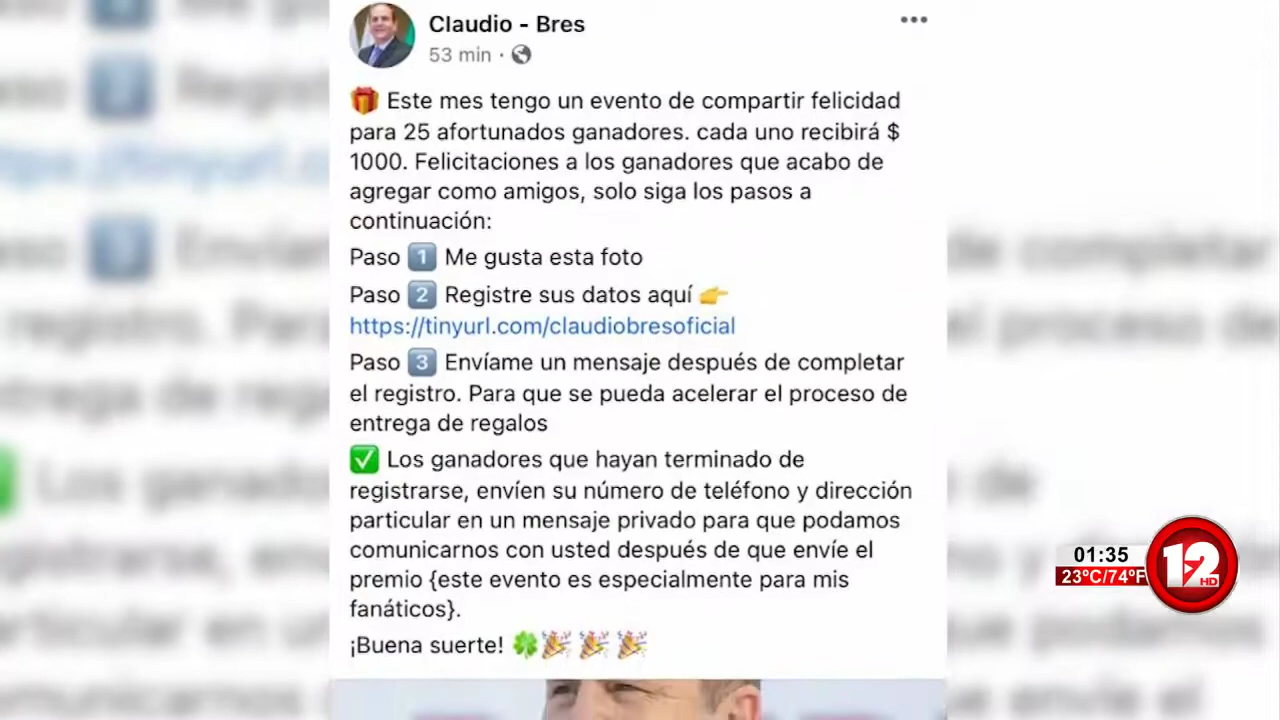 Claudio - Bres
53 min ·
Este mes tengo un evento de compartir felicidad
para 25 afortunados ganadores. cada uno recibirá $
1000. Felicitaciones a los ganadores que acabo de
agregar como amigos, solo siga los pasos a
continuación:
Paso 1 Me gusta esta foto
Paso 2 Registre sus datos aquí 👉
https://tinyurl.com/claudiobresoficial
Paso 3 Envíame un mensaje después de completar
el registro. Para que se pueda acelerar el proceso de
entrega de regalos
✅ Los ganadores que hayan terminado de
registrarse, envíen su número de teléfono y dirección
particular en un mensaje privado para que podamos
comunicarnos con usted después de que envíe el
premio {este evento es especialmente para mis
fanáticos}.
¡Buena suerte! 🍀🎉🎉🎉
01:35
23°C/74°F
12
HD